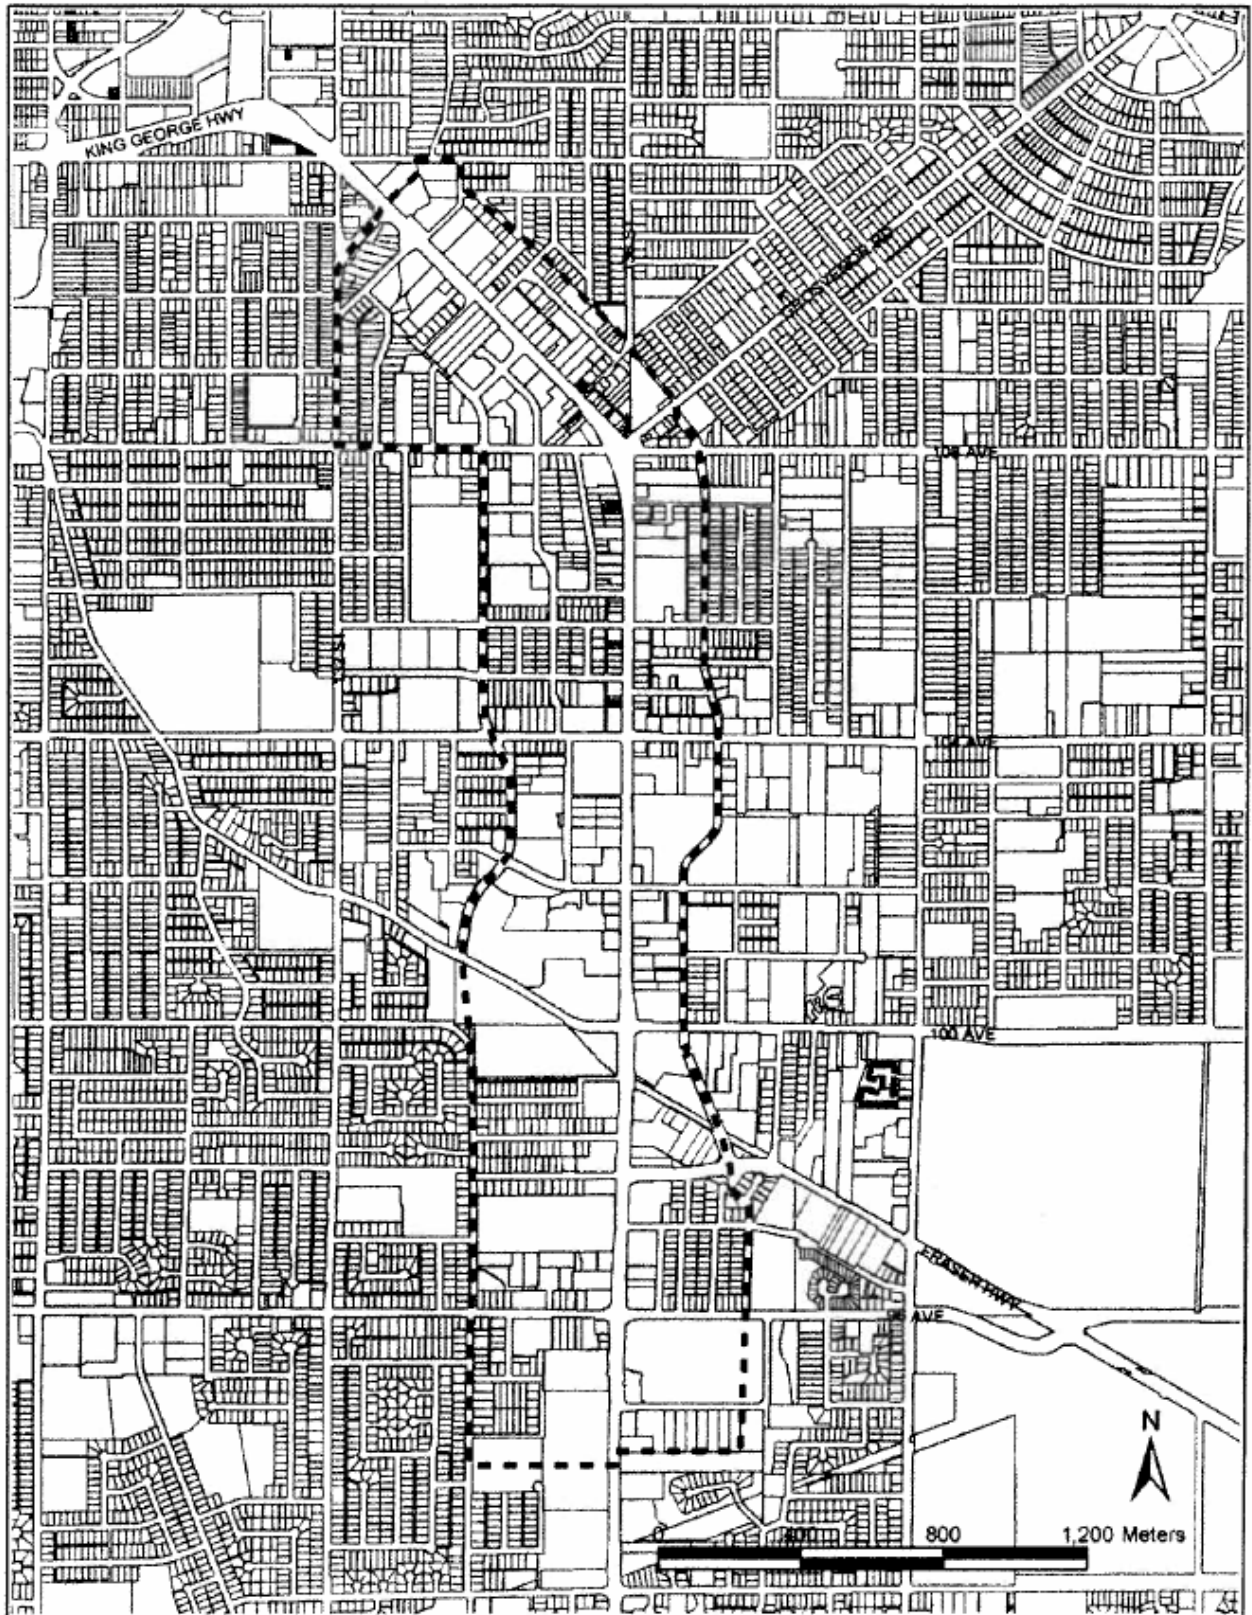 KING GEORGE HWY
GROSVENOR RD
108 AVE
104 AVE
100 AVE
FRASER HWY
96 AVE
N
0 400 800 1,200 Meters